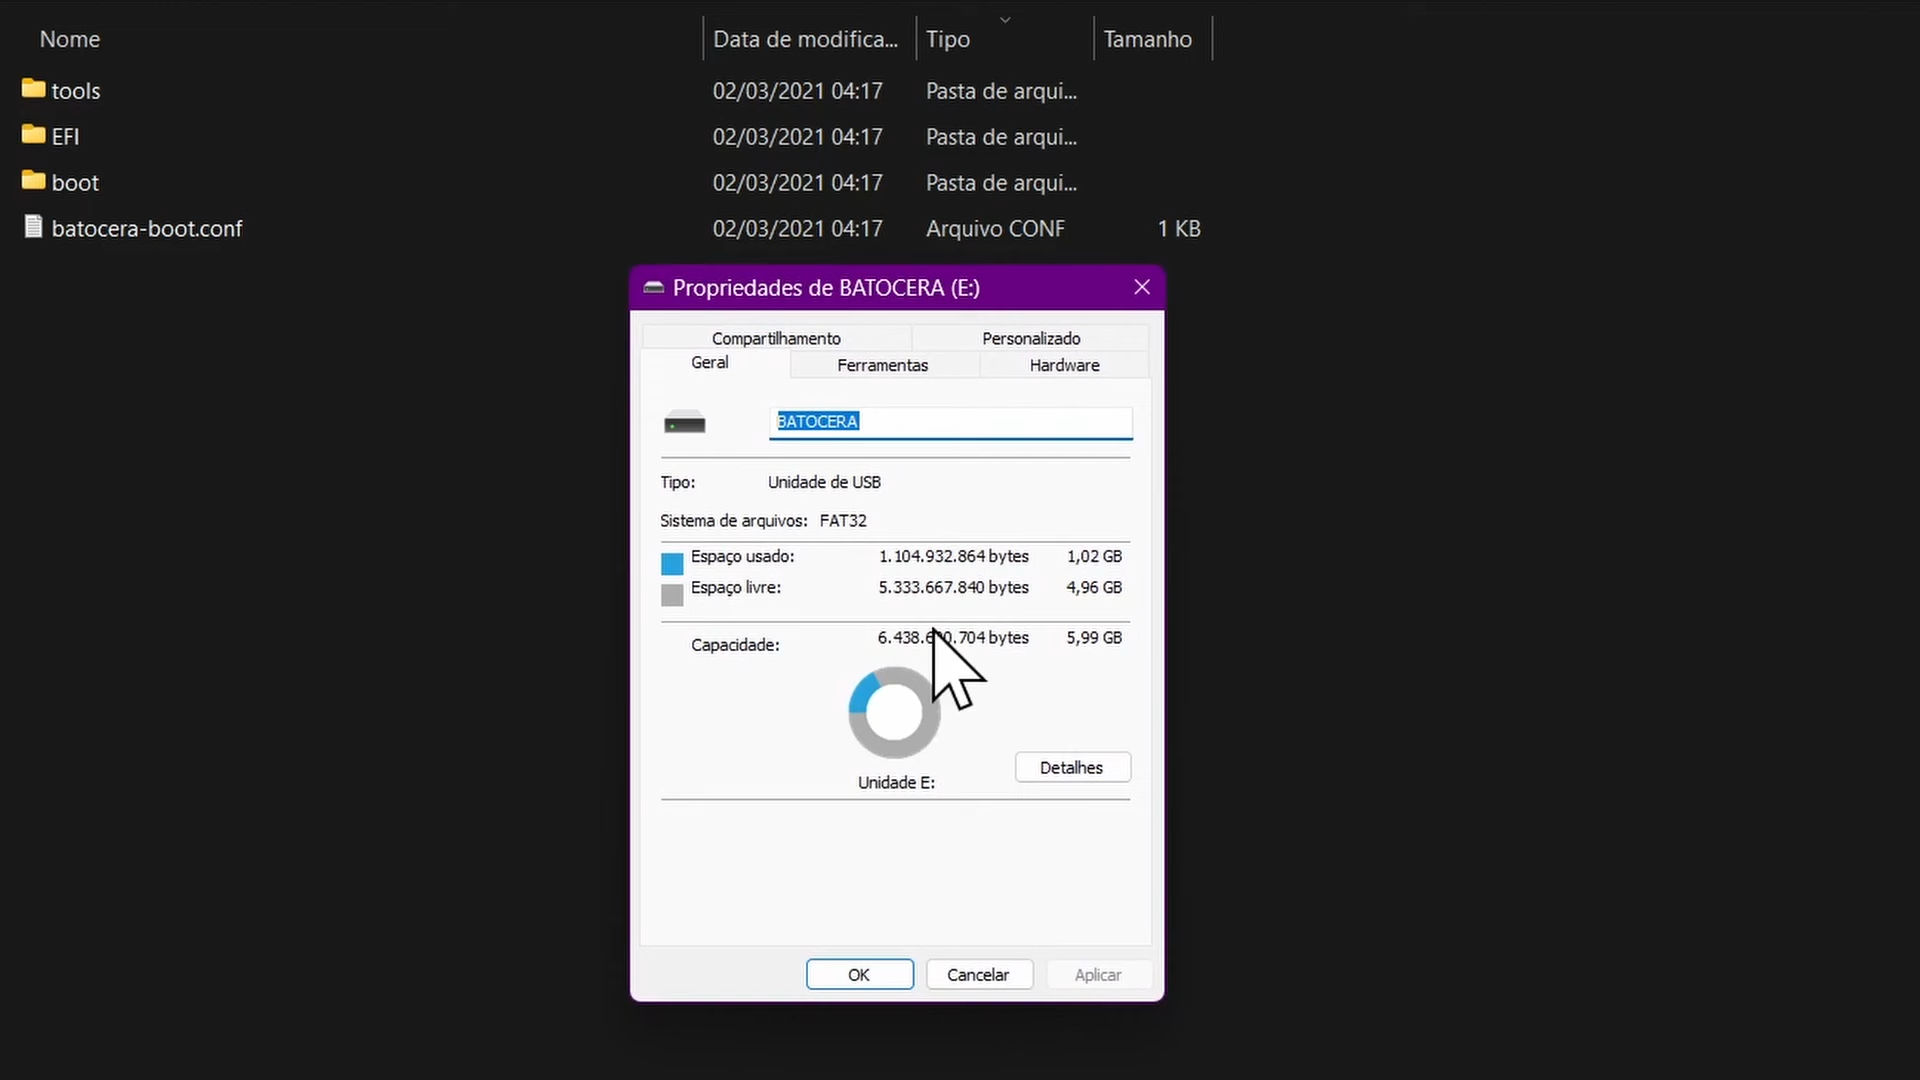 Nome Data de modifica... Tipo Tamanho
tools 02/03/2021 04:17 Pasta de arqui...
EFI 02/03/2021 04:17 Pasta de arqui...
boot 02/03/2021 04:17 Pasta de arqui...
batocera-boot.conf 02/03/2021 04:17 Arquivo CONF 1 KB
Propriedades de BATOCERA (E:)
Compartilhamento Personalizado
Geral Ferramentas Hardware
BATOCERA
Tipo: Unidade de USB
Sistema de arquivos: FAT32
Espaço usado: 1.104.932.864 bytes 1,02 GB
Espaço livre: 5.333.667.840 bytes 4,96 GB
Capacidade: bytes 5,99 GB
Detalhes
Unidade E:
OK Cancelar Aplicar